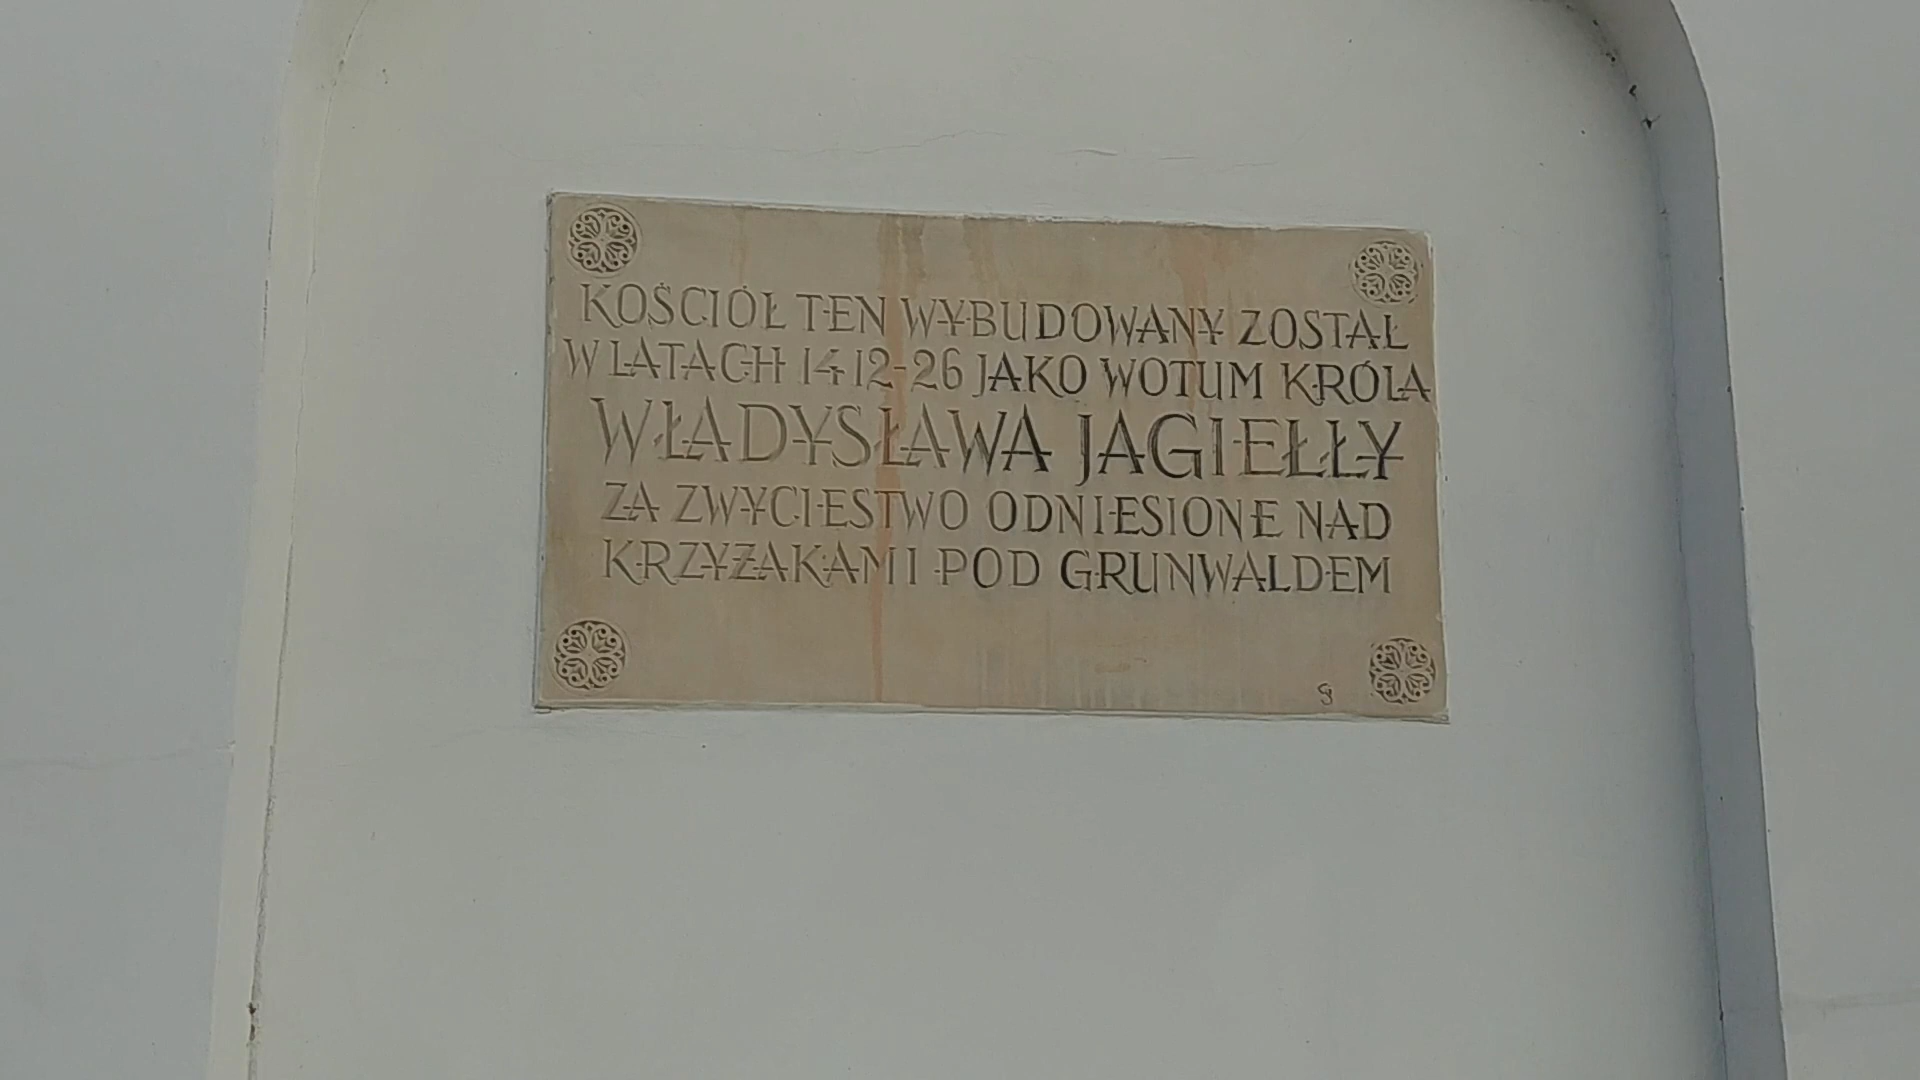 KOŚCIÓŁ TEN WYBUDOWANY ZOSTAŁ
W LATACH 1412-26 JAKO WOTUM KRÓLA
WŁADYSŁAWA JAGIEŁŁY
ZA ZWYCIESTWO ODNIESIONE NAD
KRZYŻAKAMI POD GRUNWALDEM